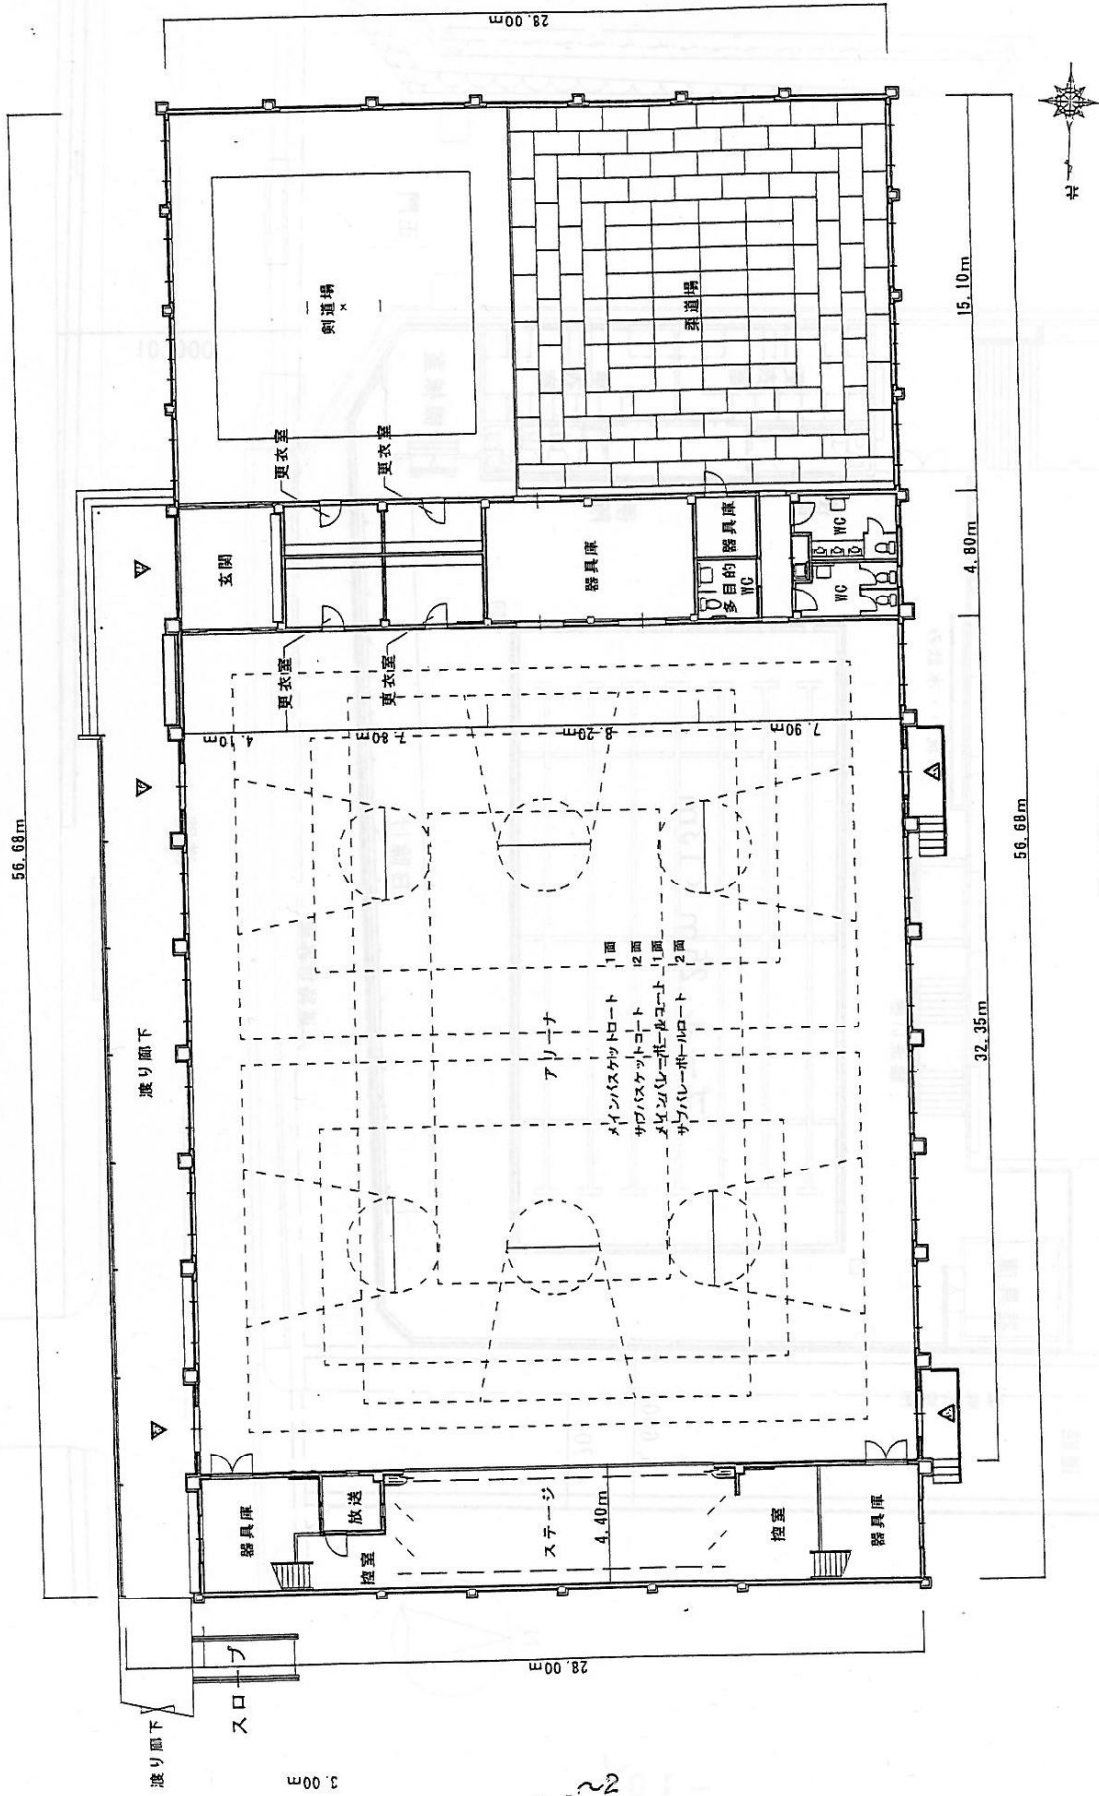 28.00m
56.68m
北
剣道場
柔道場
15.10m
更衣室
更衣室
玄関
器具庫
器具庫
多目的
WC
WC
WC
4.80m
更衣室
更衣室
4.10m
7.80m
8.20m
7.90m
渡り廊下
アリーナ
メインバスケットコート 1面
サブバスケットコート 2面
メインバレーボールコート 1面
サブバレーボールコート 2面
32.35m
56.68m
器具庫
放送
控室
ステージ
4.40m
控室
器具庫
28.00m
スロープ
渡り廊下
3.00m
~2